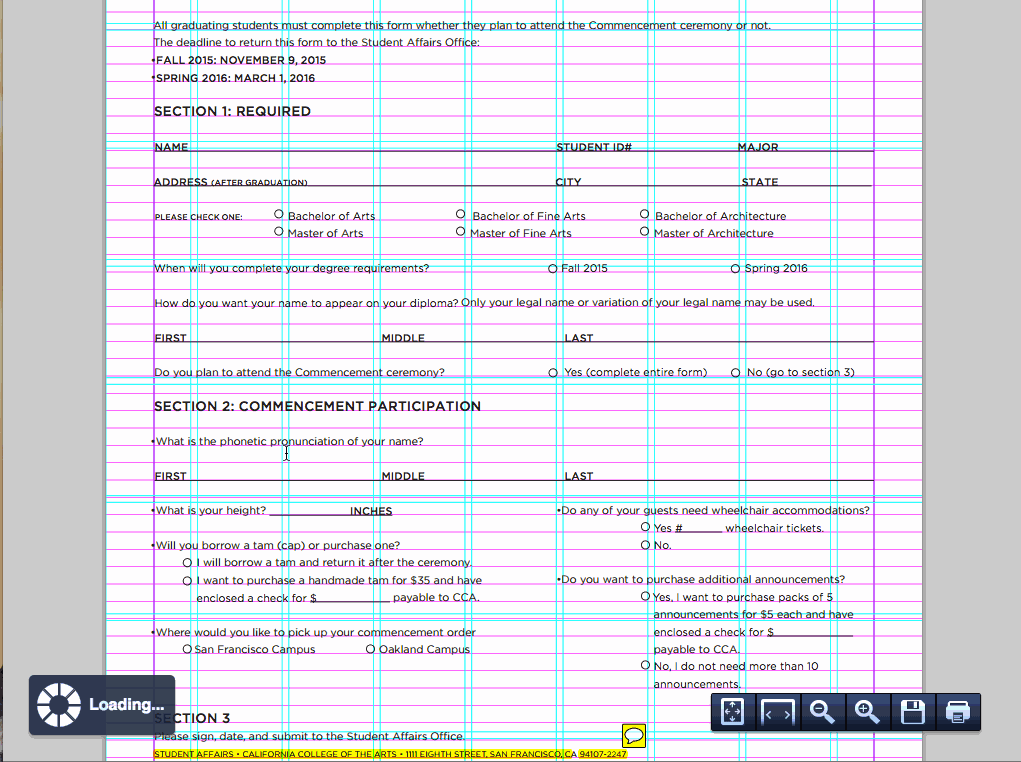 All graduating students must complete this form whether they plan to attend the Commencement ceremony or not.
The deadline to return this form to the Student Affairs Office:
•FALL 2015: NOVEMBER 9, 2015
•SPRING 2016: MARCH 1, 2016
SECTION 1: REQUIRED
NAME STUDENT ID# MAJOR
ADDRESS (AFTER GRADUATION) CITY STATE
PLEASE CHECK ONE: Bachelor of Arts Bachelor of Fine Arts Bachelor of Architecture
Master of Arts Master of Fine Arts Master of Architecture
When will you complete your degree requirements? Fall 2015 Spring 2016
How do you want your name to appear on your diploma? Only your legal name or variation of your legal name may be used.
FIRST MIDDLE LAST
Do you plan to attend the Commencement ceremony? Yes (complete entire form) No (go to section 3)
SECTION 2: COMMENCEMENT PARTICIPATION
•What is the phonetic pronunciation of your name?
FIRST MIDDLE LAST
•What is your height? ____________ INCHES
•Will you borrow a tam (cap) or purchase one?
I will borrow a tam and return it after the ceremony.
I want to purchase a handmade tam for $35 and have
enclosed a check for $____________ payable to CCA.
•Where would you like to pick up your commencement order
San Francisco Campus Oakland Campus
•Do any of your guests need wheelchair accommodations?
Yes #______ wheelchair tickets.
No.
•Do you want to purchase additional announcements?
Yes, I want to purchase packs of 5
announcements for $5 each and have
enclosed a check for $____________
payable to CCA.
No, I do not need more than 10
announcements.
SECTION 3
Please sign, date, and submit to the Student Affairs Office.
STUDENT AFFAIRS • CALIFORNIA COLLEGE OF THE ARTS • 1111 EIGHTH STREET, SAN FRANCISCO, CA 94107-2247
Loading...